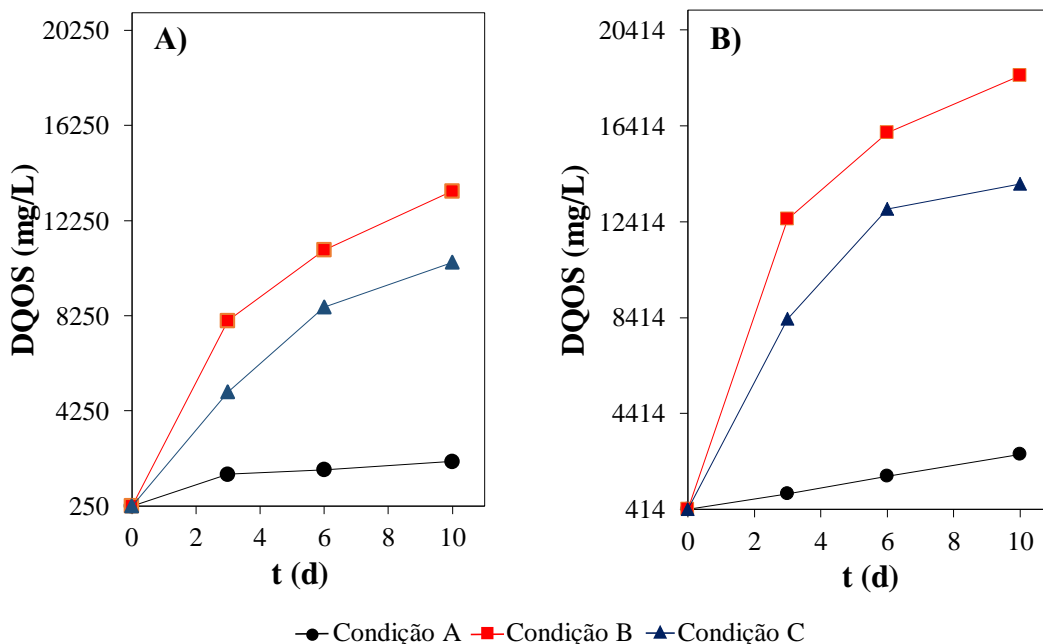 A)
DQOS (mg/L)
20250
16250
12250
8250
4250
250
0 2 4 6 8 10
t (d)
B)
DQOS (mg/L)
20414
16414
12414
8414
4414
414
0 2 4 6 8 10
t (d)
Condição A Condição B Condição C